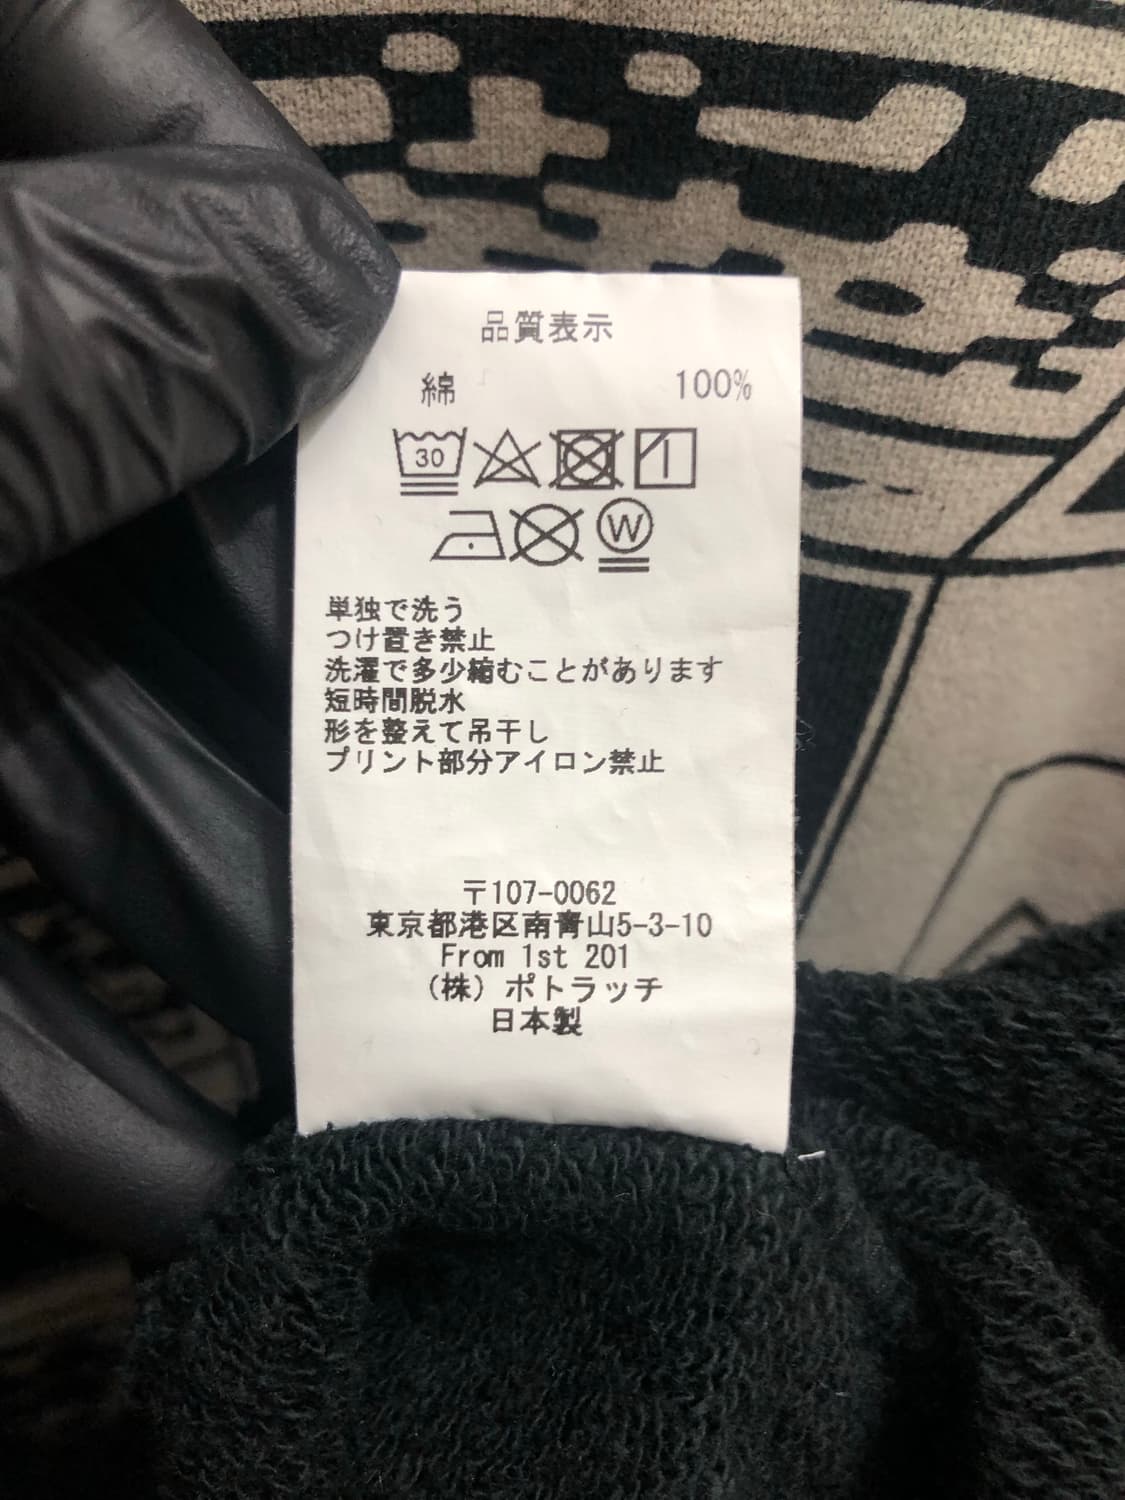 品質表示
綿 100%
30
W
単独で洗う
つけ置き禁止
洗濯で多少縮むことがあります
短時間脱水
形を整えて吊干し
プリント部分アイロン禁止
〒107-0062
東京都港区南青山5-3-10
From 1st 201
(株) ポトラッチ
日本製